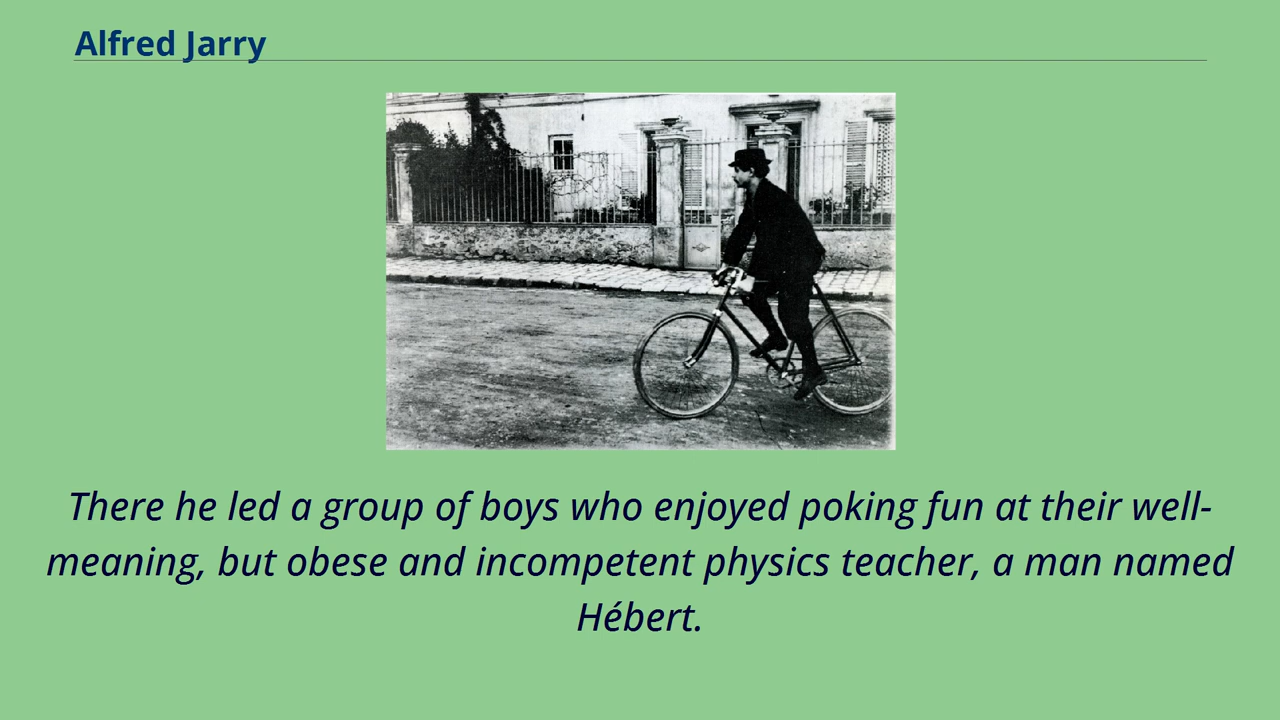 Alfred Jarry
There he led a group of boys who enjoyed poking fun at their well-
meaning, but obese and incompetent physics teacher, a man named
Hébert.